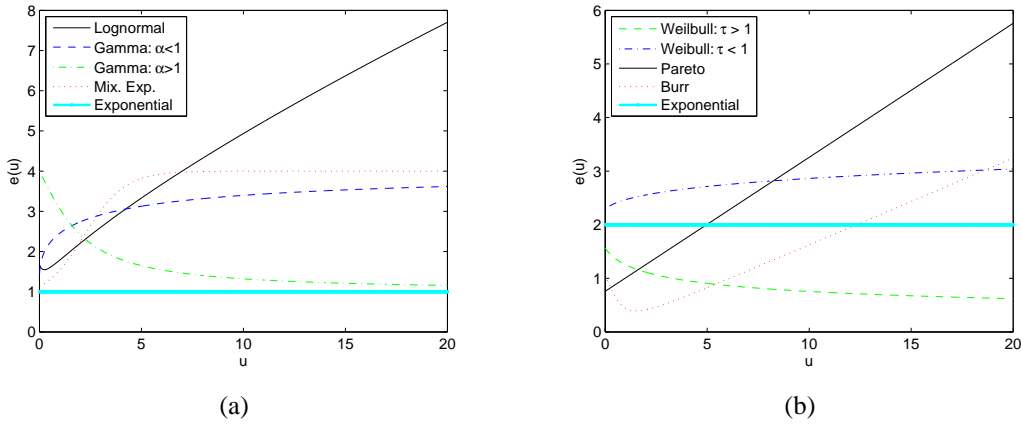 8
7
6
5
4
3
2
1
0
e(u)
Lognormal
Gamma: α<1
Gamma: α>1
Mix. Exp.
Exponential
0 5 10 15 20
u
(a)
6
5
4
3
2
1
0
e(u)
Weilbull: τ > 1
Weibull: τ < 1
Pareto
Burr
Exponential
0 5 10 15 20
u
(b)